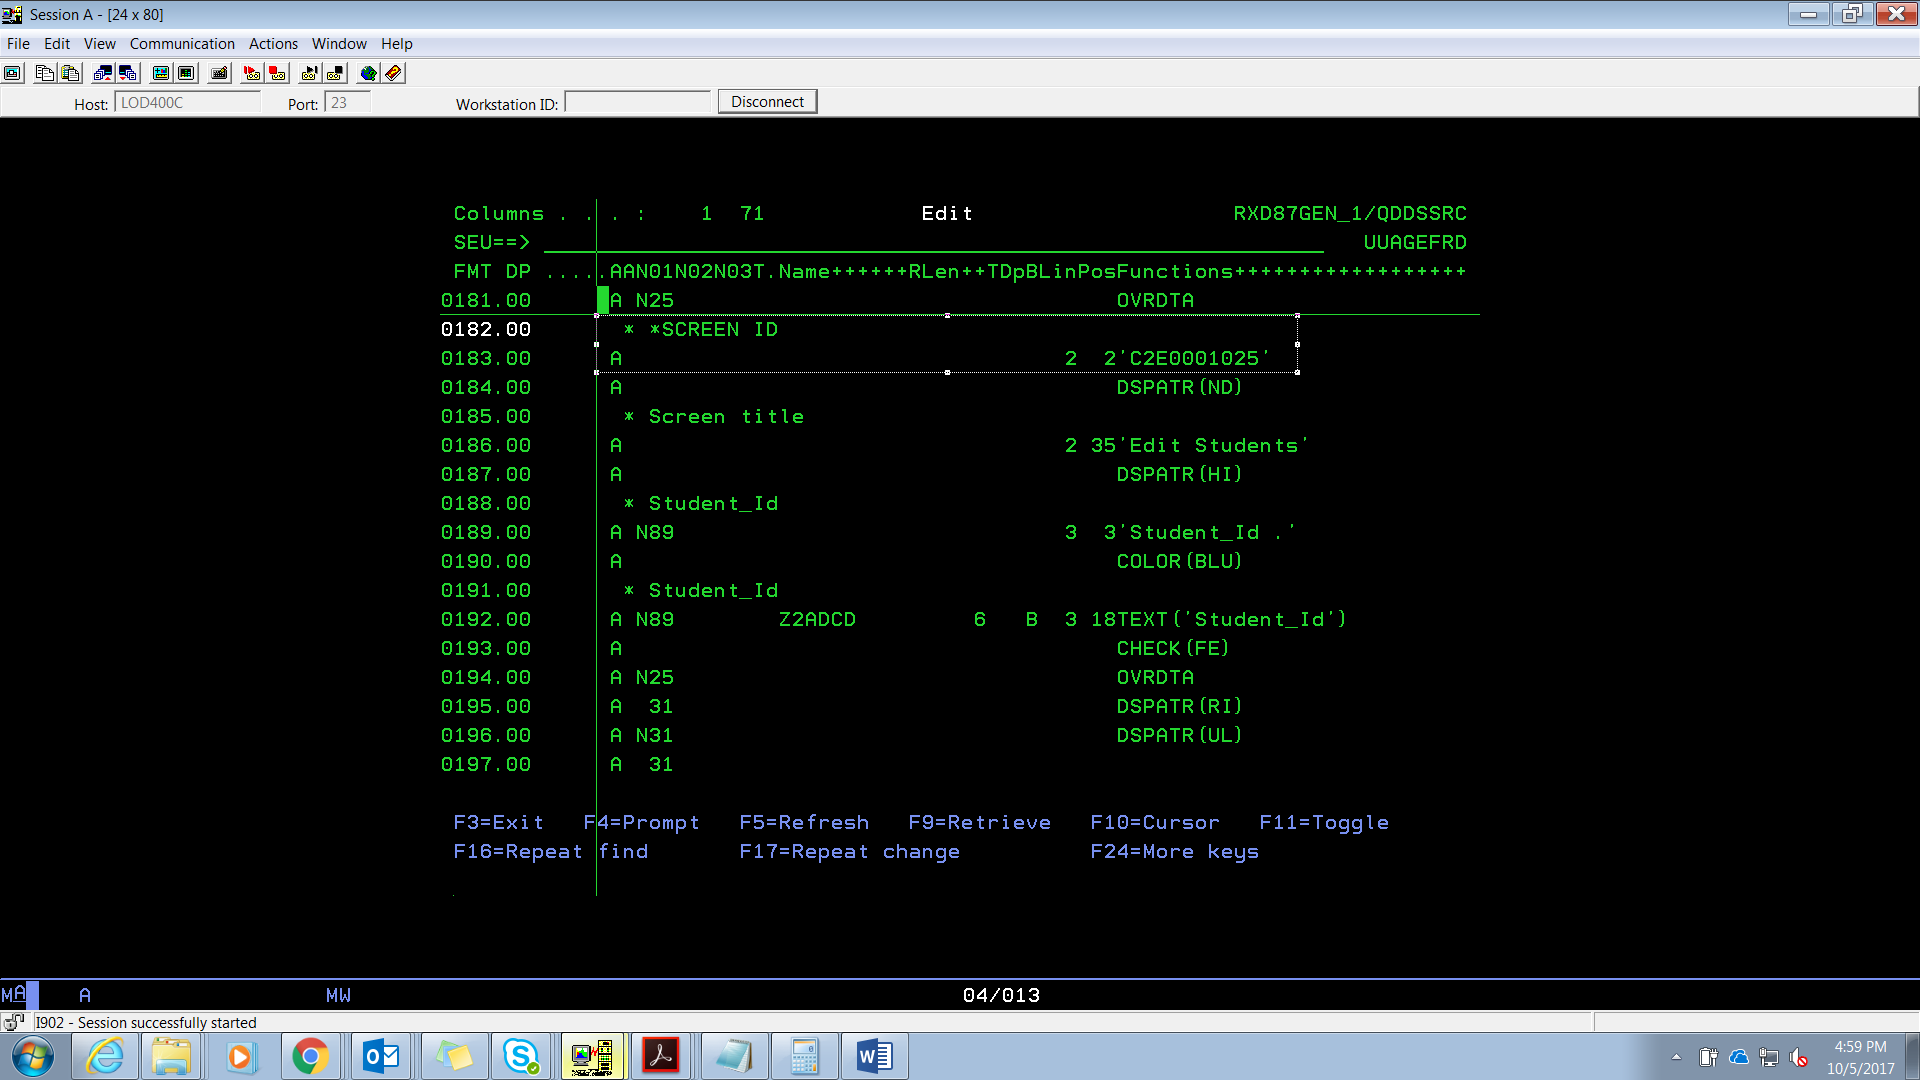 Session A - [24 x 80]
File Edit View Communication Actions Window Help
Host: LOD400C Port: 23 Workstation ID: Disconnect
Columns . . . : 1 71 Edit RXD87GEN_1/QDDSSRC
SEU==> UUAGEFRD
FMT DP .....AAN01N02N03T.Name++++++RLen++TDpBLinPosFunctions++++++++++++++++++
0181.00 A N25 OVRDTA
0182.00 * *SCREEN ID
0183.00 A 2 2'C2E0001025'
0184.00 A DSPATR(ND)
0185.00 * Screen title
0186.00 A 2 35'Edit Students'
0187.00 A DSPATR(HI)
0188.00 * Student_Id
0189.00 A N89 3 3'Student_Id .'
0190.00 A COLOR(BLU)
0191.00 * Student_Id
0192.00 A N89 Z2ADCD 6 B 3 18TEXT('Student_Id')
0193.00 A CHECK(FE)
0194.00 A N25 OVRDTA
0195.00 A 31 DSPATR(RI)
0196.00 A N31 DSPATR(UL)
0197.00 A 31
F3=Exit F4=Prompt F5=Refresh F9=Retrieve F10=Cursor F11=Toggle
F16=Repeat find F17=Repeat change F24=More keys
MA A MW 04/013
I902 - Session successfully started
4:59 PM
10/5/2017